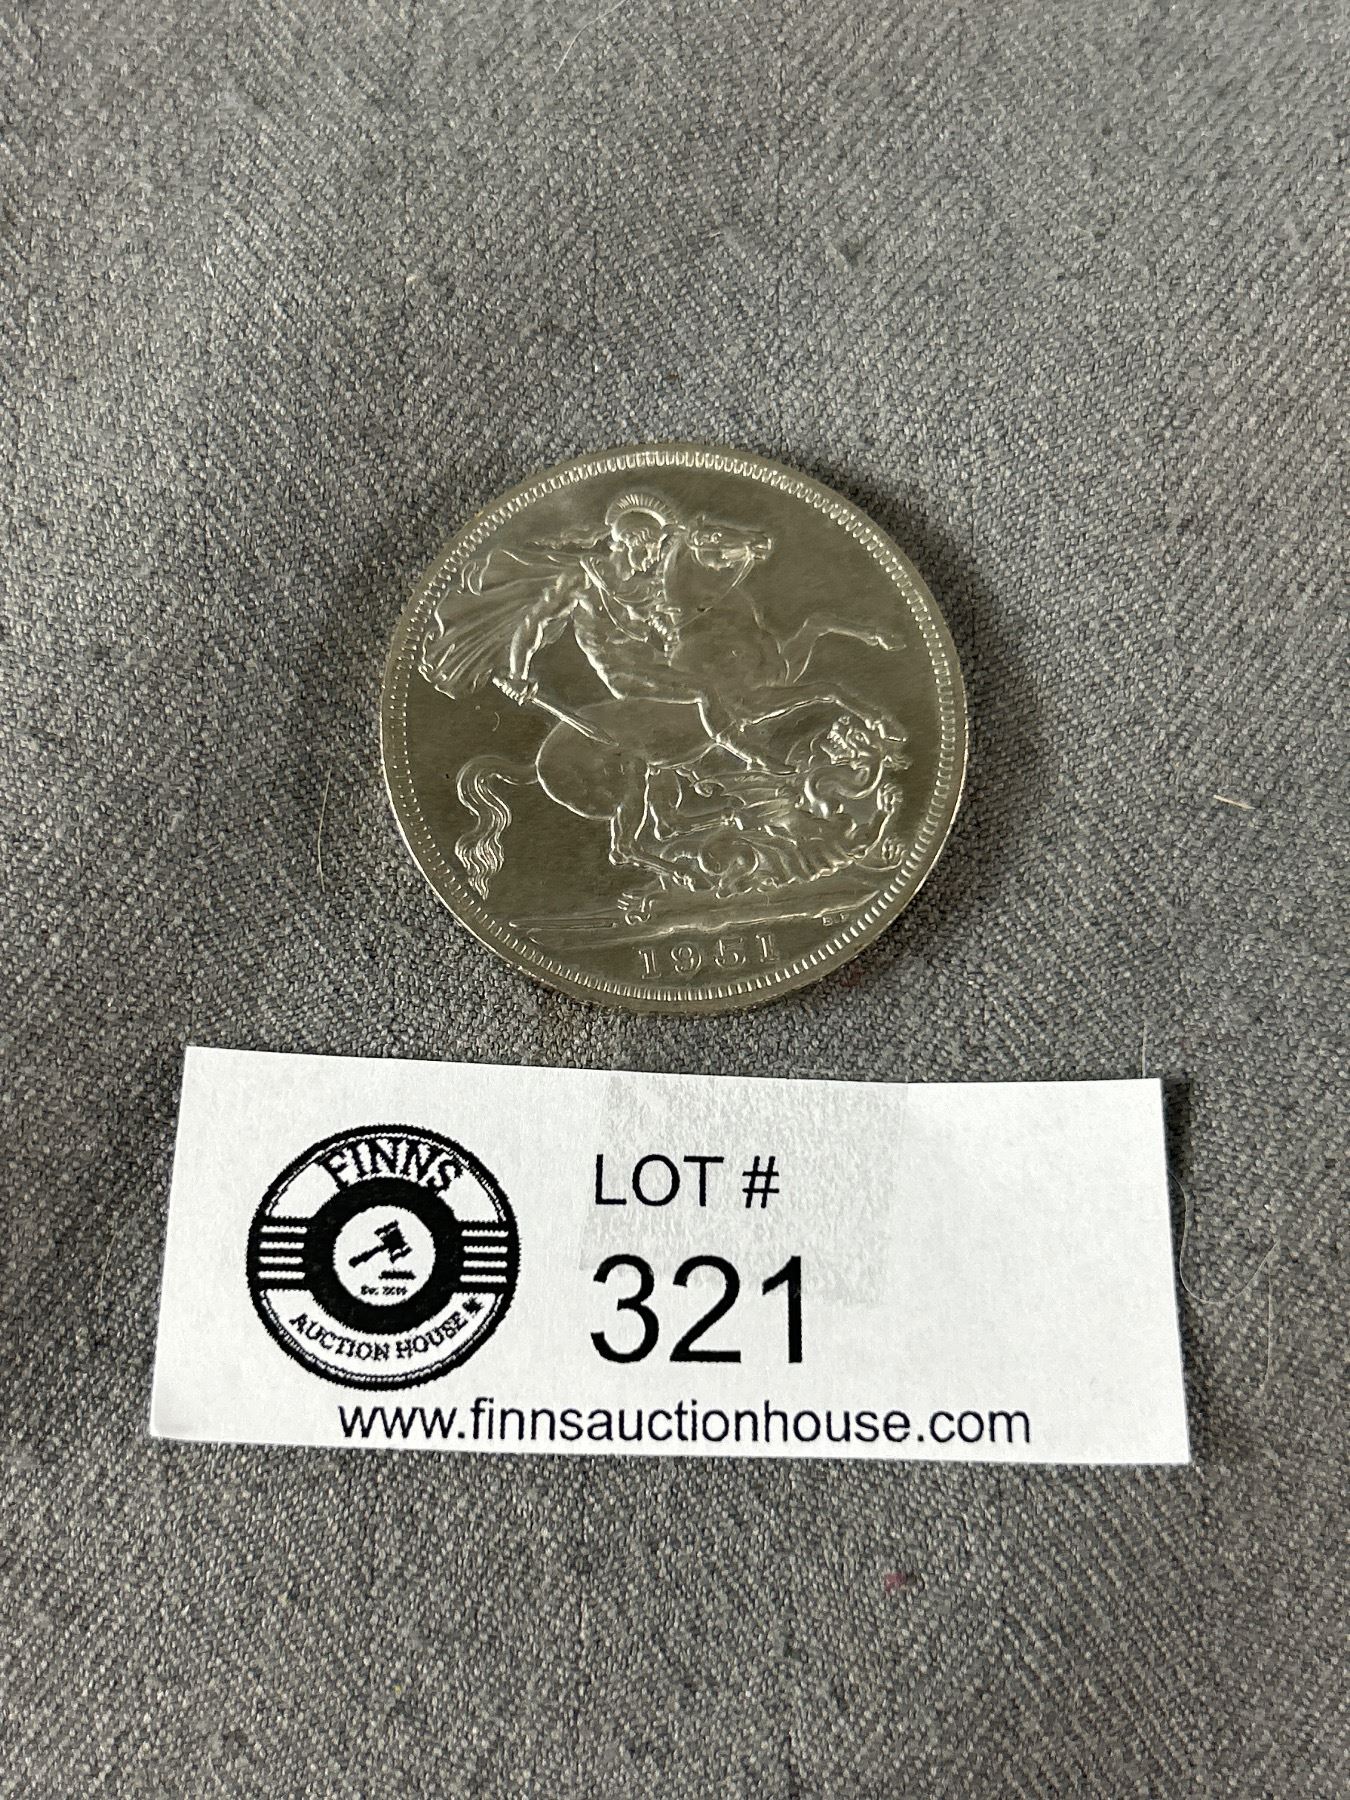 1951
B.P.
FINNS
AUCTION HOUSE
LOT #
321
www.finnsauctionhouse.com